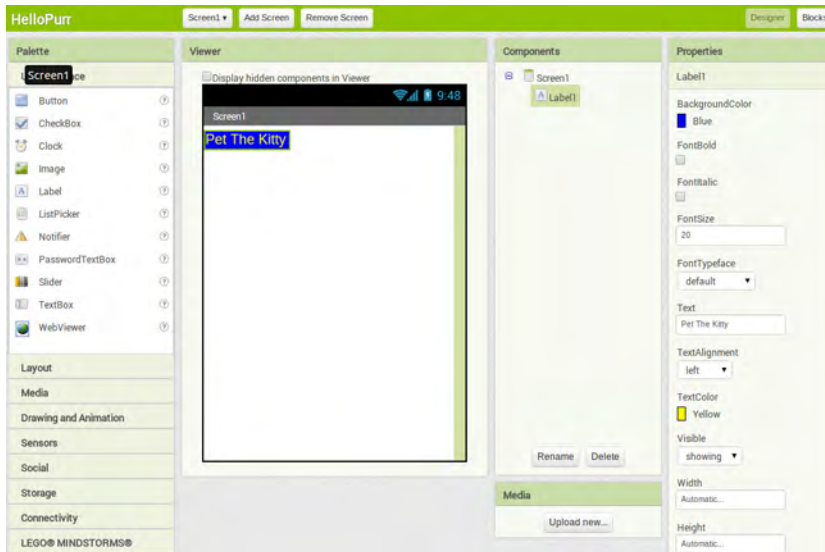 HelloPurr
Screen1 ▾ Add Screen Remove Screen Designer Blocks
Palette
Screen1
Button
CheckBox
Clock
Image
Label
ListPicker
Notifier
PasswordTextBox
Slider
TextBox
WebViewer
Layout
Media
Drawing and Animation
Sensors
Social
Storage
Connectivity
LEGO® MINDSTORMS®
Viewer
Display hidden components in Viewer
9:48
Screen1
Pet The Kitty
Components
Screen1
Label1
Rename Delete
Media
Upload new...
Properties
Label1
BackgroundColor
Blue
FontBold
FontItalic
FontSize
20
FontTypeface
default
Text
Pet The Kitty
TextAlignment
left
TextColor
Yellow
Visible
showing
Width
Automatic...
Height
Automatic...